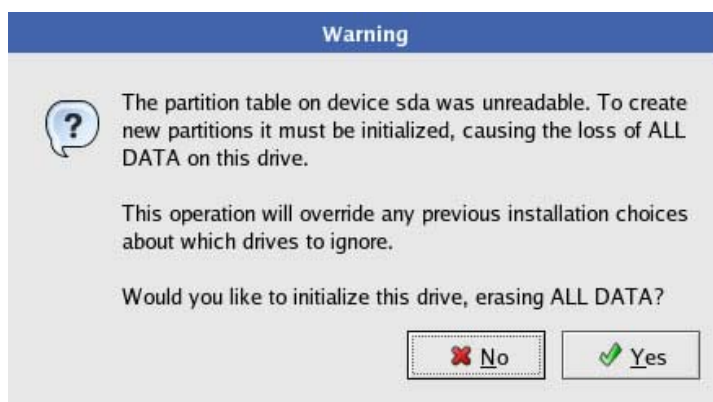 Warning
The partition table on device sda was unreadable. To create
new partitions it must be initialized, causing the loss of ALL
DATA on this drive.
This operation will override any previous installation choices
about which drives to ignore.
Would you like to initialize this drive, erasing ALL DATA?
No
Yes